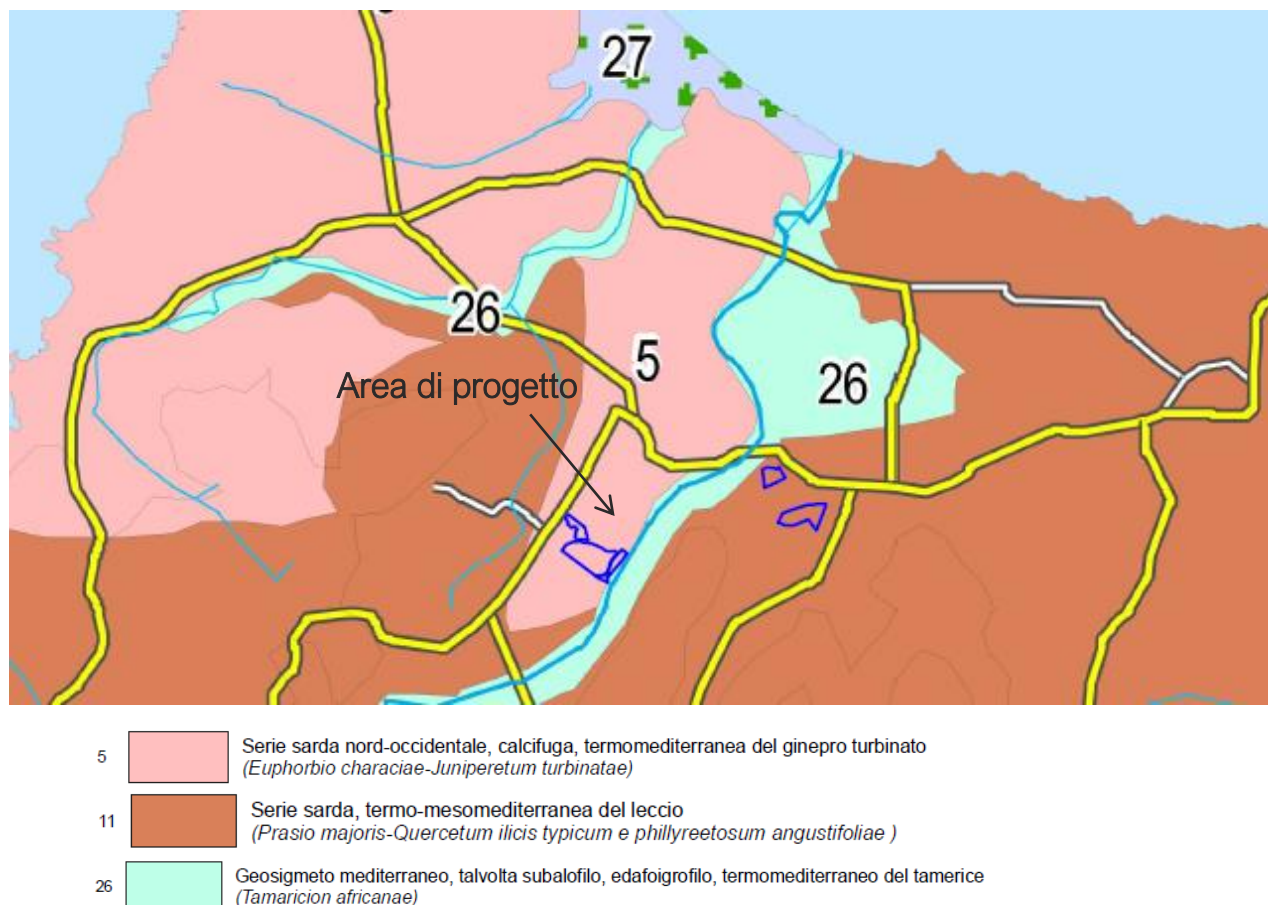 27
26
5
26
Area di progetto
5 Serie sarda nord-occidentale, calcifuga, termomediterranea del ginepro turbinato
(Euphorbio characiae-Juniperetum turbinatae)
11 Serie sarda, termo-mesomediterranea del leccio
(Prasio majoris-Quercetum ilicis typicum e phillyreetosum angustifoliae )
26 Geosigmeto mediterraneo, talvolta subalofilo, edafoigrofilo, termomediterraneo del tamerice
(Tamaricion africanae)